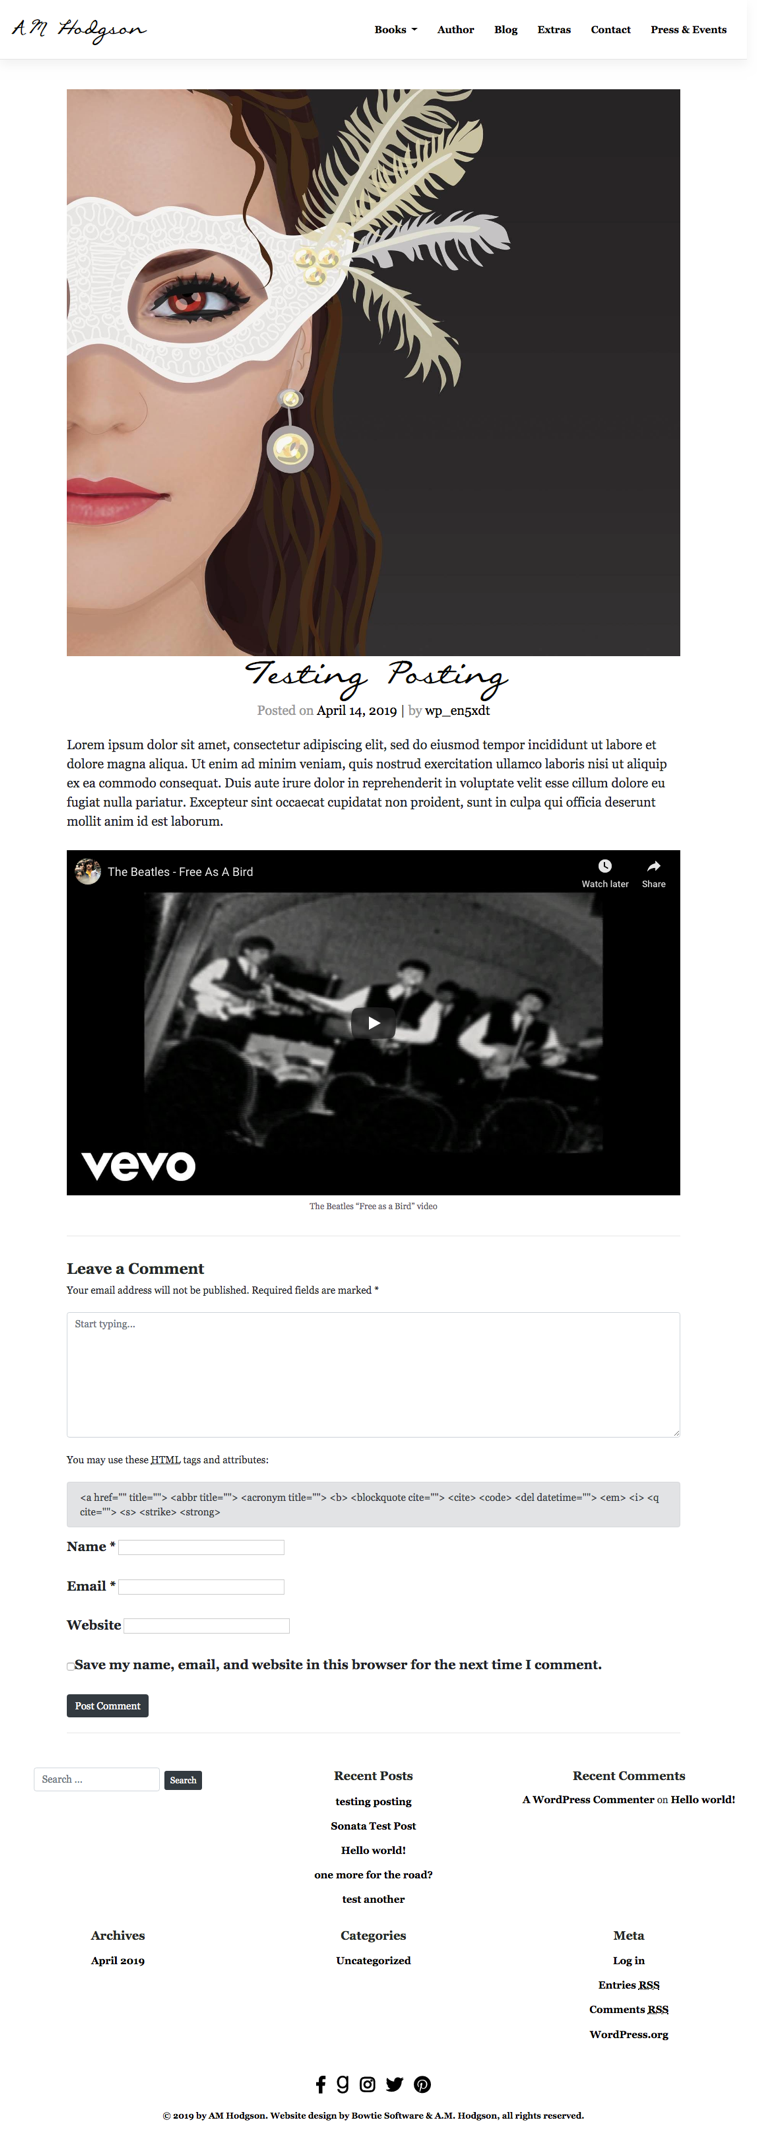 AM Hodgson
Books
Author
Blog
Extras
Contact
Press & Events
Testing Posting
Posted on April 14, 2019 | by wp_en5xdt
Lorem ipsum dolor sit amet, consectetur adipiscing elit, sed do eiusmod tempor incididunt ut labore et
dolore magna aliqua. Ut enim ad minim veniam, quis nostrud exercitation ullamco laboris nisi ut aliquip
ex ea commodo consequat. Duis aute irure dolor in reprehenderit in voluptate velit esse cillum dolore eu
fugiat nulla pariatur. Excepteur sint occaecat cupidatat non proident, sunt in culpa qui officia deserunt
mollit anim id est laborum.
The Beatles - Free As A Bird
Watch later
Share
vevo
The Beatles “Free as a Bird” video
Leave a Comment
Your email address will not be published. Required fields are marked *
Start typing...
You may use these HTML tags and attributes:
<a href="" title=""> <abbr title=""> <acronym title=""> <b> <blockquote cite=""> <cite> <code> <del datetime=""> <em> <i> <q
cite=""> <s> <strike> <strong>
Name *
Email *
Website
Save my name, email, and website in this browser for the next time I comment.
Post Comment
Search ...
Search
Recent Posts
testing posting
Sonata Test Post
Hello world!
one more for the road?
test another
Recent Comments
A WordPress Commenter on Hello world!
Archives
April 2019
Categories
Uncategorized
Meta
Log in
Entries RSS
Comments RSS
WordPress.org
© 2019 by AM Hodgson. Website design by Bowtie Software & A.M. Hodgson, all rights reserved.